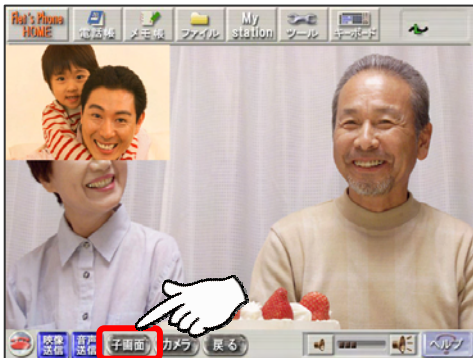 Flet's Phone
HOME
電話帳
メモ帳
ファイル
My
station
ツール
キーボード
映像
送信
音声
送信
子画面
カメラ
戻る
ヘルプ